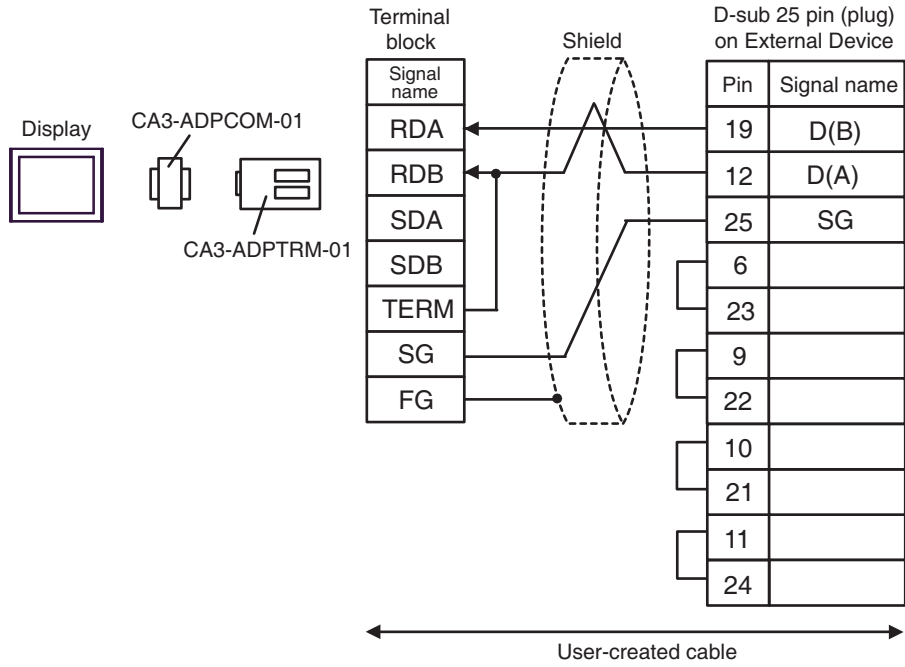 Terminal
block
Shield
D-sub 25 pin (plug)
on External Device
Signal
name
Pin Signal name
Display
CA3-ADPCOM-01
CA3-ADPTRM-01
RDA
RDB
SDA
SDB
TERM
SG
FG
19 D(B)
12 D(A)
25 SG
6
23
9
22
10
21
11
24
User-created cable